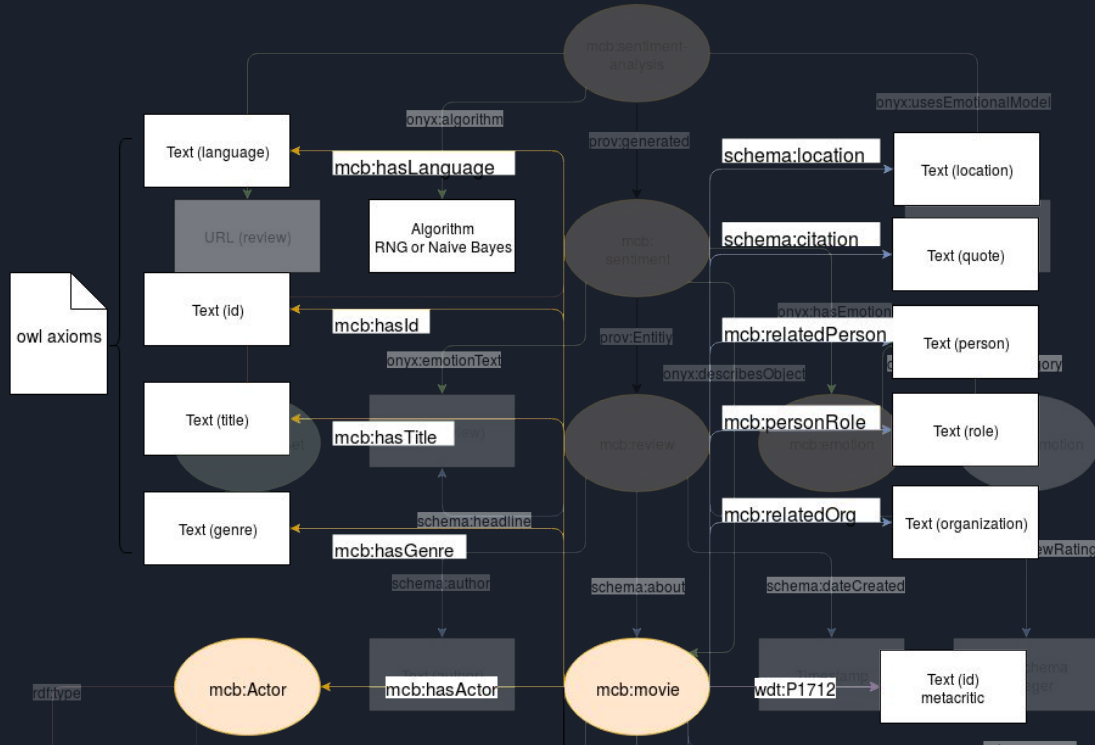 mcb:sentiment-
analysis
onyx:usesEmotionalModel
onyx:algorithm
prov:generated
Text (language)
mcb:hasLanguage
schema:location
Text (location)
URL (review)
Algorithm
RNG or Naive Bayes
mcb:
sentiment
schema:citation
Text (quote)
owl axioms
Text (id)
mcb:hasId
onyx:hasEmotion
prov:Entitiy
mcb:relatedPerson
Text (person)
onyx:emotionText
onyx:describesObject
gory
Text (title)
mcb:hasTitle
mcb:review
mcb:personRole
mcb:emotion
Text (role)
motion
Text (genre)
schema:headline
mcb:hasGenre
mcb:relatedOrg
Text (organization)
ewRating
schema:author
schema:about
schema:dateCreated
rdf:type
mcb:Actor
mcb:hasActor
mcb:movie
wdt:P1712
Text (id)
metacritic